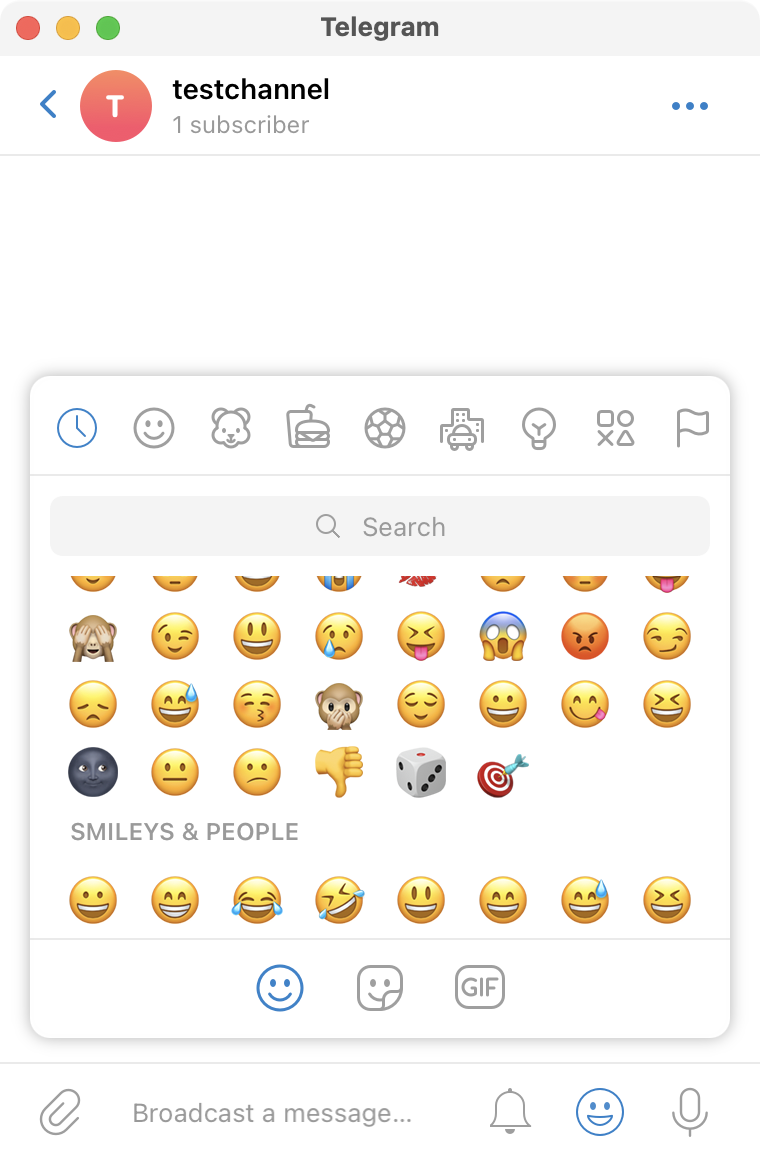 Telegram
T
testchannel
1 subscriber
Search
SMILEYS & PEOPLE
GIF
Broadcast a message...